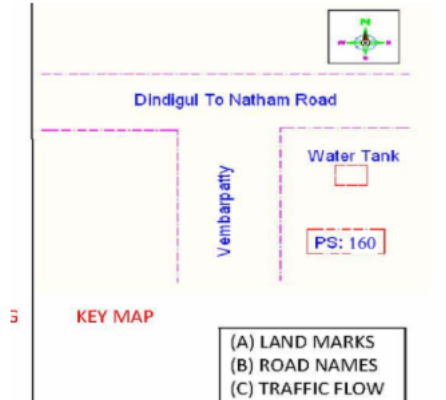 N
Dindigul To Natham Road
Water Tank
Vembarpatty
PS: 160
KEY MAP
(A) LAND MARKS
(B) ROAD NAMES
(C) TRAFFIC FLOW